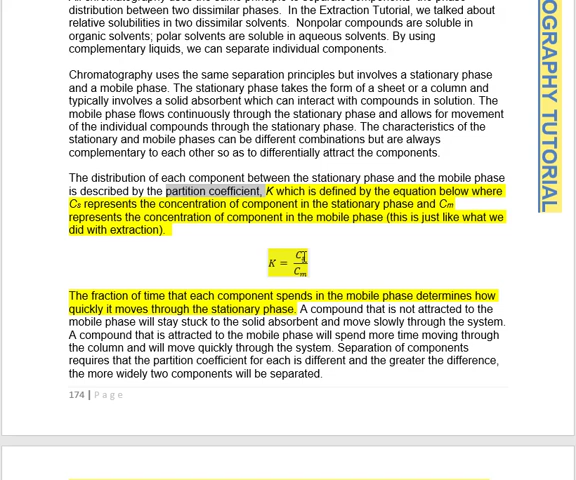 distribution between two dissimilar phases.  In the Extraction Tutorial, we talked about
relative solubilities in two dissimilar solvents.  Nonpolar compounds are soluble in
organic solvents; polar solvents are soluble in aqueous solvents. By using
complementary liquids, we can separate individual components.
Chromatography uses the same separation principles but involves a stationary phase
and a mobile phase. The stationary phase takes the form of a sheet or a column and
typically involves a solid absorbent which can interact with compounds in solution. The
mobile phase flows continuously through the stationary phase and allows for movement
of the individual compounds through the stationary phase. The characteristics of the
stationary and mobile phases can be different combinations but are always
complementary to each other so as to differentially attract the components.
The distribution of each component between the stationary phase and the mobile phase
is described by the partition coefficient, K which is defined by the equation below where
Cs represents the concentration of component in the stationary phase and Cm
represents the concentration of component in the mobile phase (this is just like what we
did with extraction).
K = Cs / Cm
The fraction of time that each component spends in the mobile phase determines how
quickly it moves through the stationary phase. A compound that is not attracted to the
mobile phase will stay stuck to the solid absorbent and move slowly through the system.
A compound that is attracted to the mobile phase will spend more time moving through
the column and will move quickly through the system. Separation of components
requires that the partition coefficient for each is different and the greater the difference,
the more widely two components will be separated.
174 | Page
OGRAPHY TUTORIAL